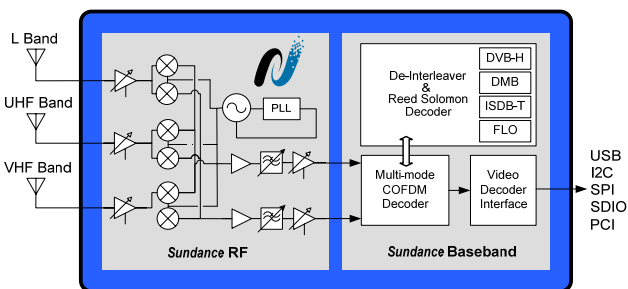 L Band
UHF Band
VHF Band
PLL
Sundance RF
De-Interleaver
&
Reed Solomon
Decoder
DVB-H
DMB
ISDB-T
FLO
Multi-mode
COFDM
Decoder
Video
Decoder
Interface
Sundance Baseband
USB
I2C
SPI
SDIO
PCI